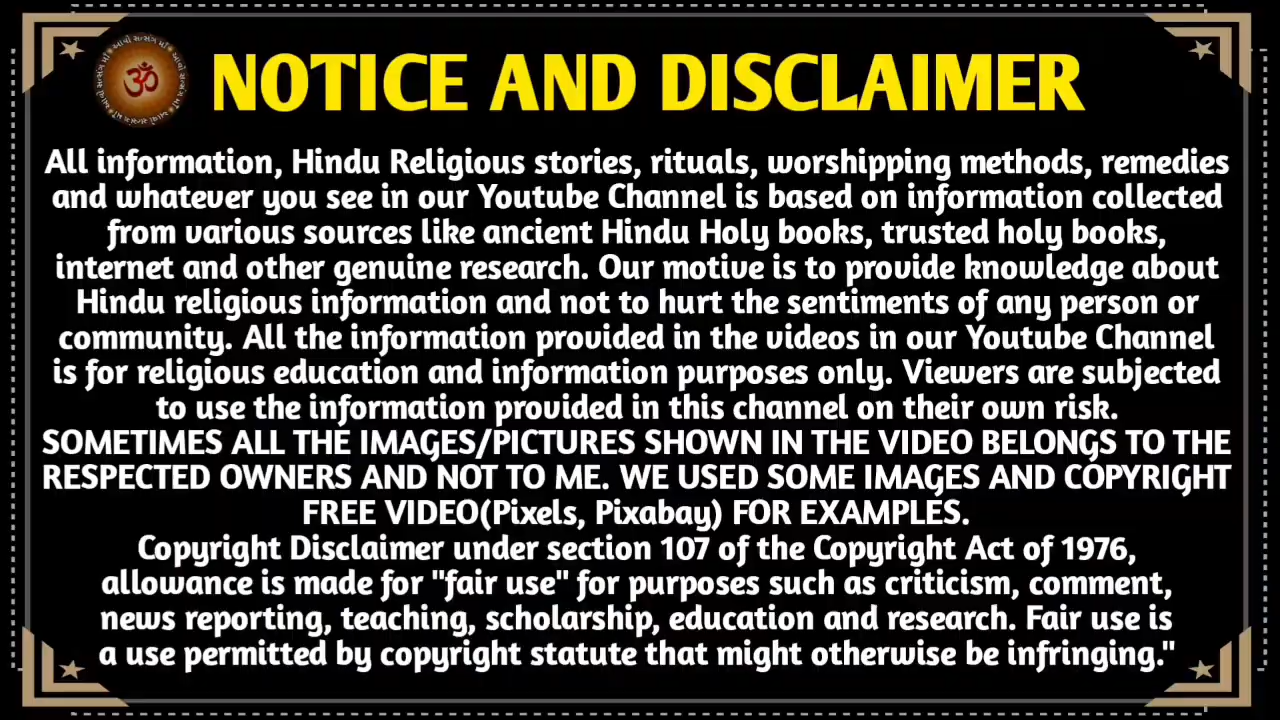 આવો સત્સંગ માં
NOTICE AND DISCLAIMER
All information, Hindu Religious stories, rituals, worshipping methods, remedies
and whatever you see in our Youtube Channel is based on information collected
from various sources like ancient Hindu Holy books, trusted holy books,
internet and other genuine research. Our motive is to provide knowledge about
Hindu religious information and not to hurt the sentiments of any person or
community. All the information provided in the videos in our Youtube Channel
is for religious education and information purposes only. Viewers are subjected
to use the information provided in this channel on their own risk.
SOMETIMES ALL THE IMAGES/PICTURES SHOWN IN THE VIDEO BELONGS TO THE
RESPECTED OWNERS AND NOT TO ME. WE USED SOME IMAGES AND COPYRIGHT
FREE VIDEO(Pixels, Pixabay) FOR EXAMPLES.
Copyright Disclaimer under section 107 of the Copyright Act of 1976,
allowance is made for "fair use" for purposes such as criticism, comment,
news reporting, teaching, scholarship, education and research. Fair use is
a use permitted by copyright statute that might otherwise be infringing."